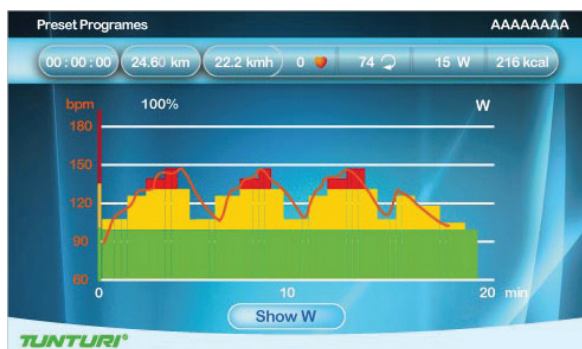 Preset Programes AAAAAAAA
00:00:00 24.60 km 22.2 kmh 0 74 15 W 216 kcal
bpm 100% W
180
150
120
90
60
0 10 20 min
Show W
TUNTURI®